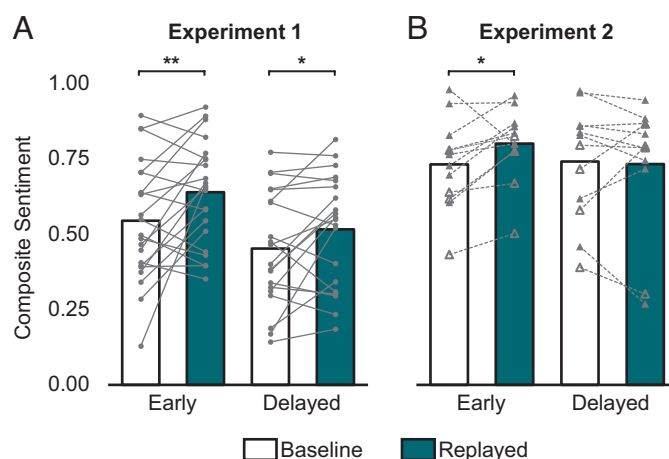 A
Experiment 1
B
Experiment 2
**
*
*
1.00
0.75
0.50
0.25
0.00
Composite Sentiment
Early
Delayed
Early
Delayed
Baseline
Replayed